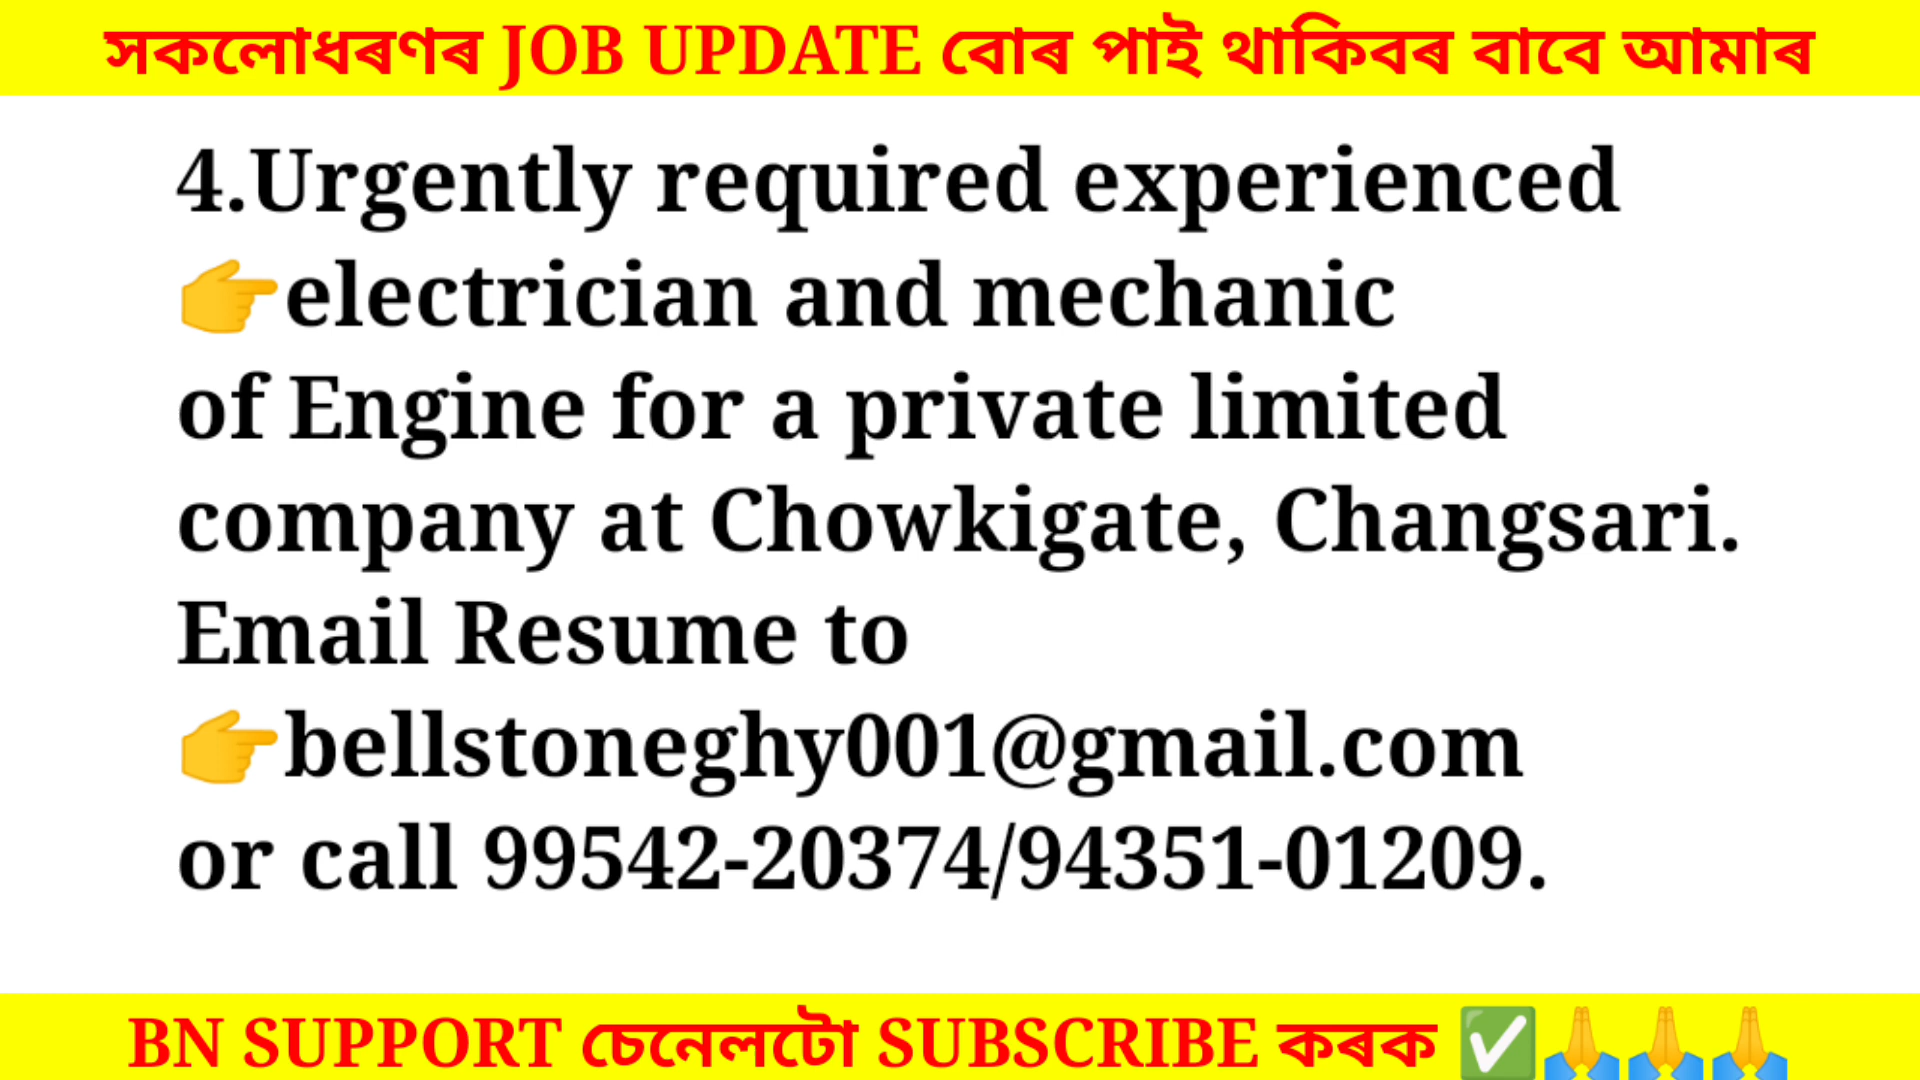 সকলোধৰণৰ JOB UPDATE বোৰ পাই থাকিবৰ বাবে আমাৰ
4.Urgently required experienced
👉electrician and mechanic
of Engine for a private limited
company at Chowkigate, Changsari.
Email Resume to
👉bellstoneghy001@gmail.com
or call 99542-20374/94351-01209.
BN SUPPORT চেনেলটো SUBSCRIBE কৰক ✅🙏🙏🙏